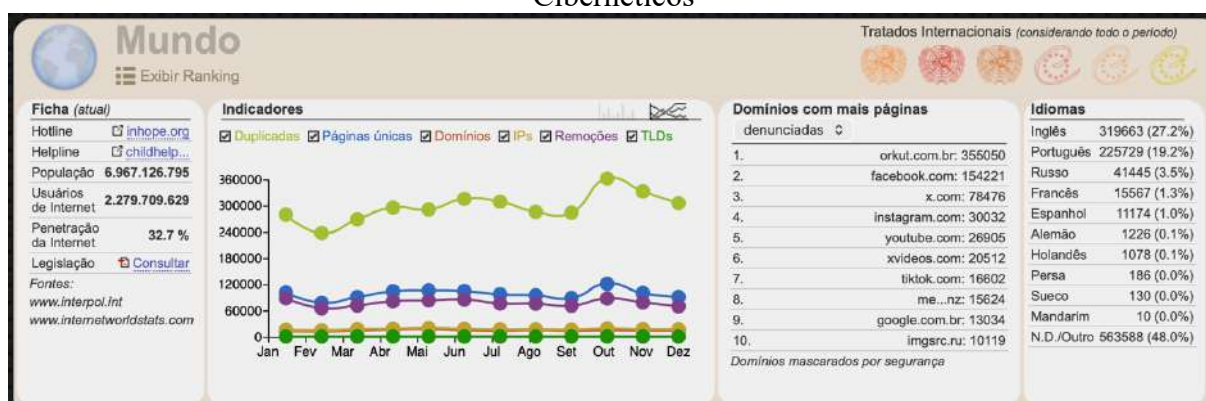 Cibernéticos
Mundo
Exibir Ranking
Tratados Internacionais (considerando todo o período)
Ficha (atual)
Hotline inhope.org
Helpline childhelp...
População 6.967.126.795
Usuários
de Internet 2.279.709.629
Penetração
da Internet 32.7 %
Legislação Consultar
Fontes:
www.interpol.int
www.internetworldstats.com
Indicadores
Duplicadas Páginas únicas Domínios IPs Remoções TLDs
360000
300000
240000
180000
120000
60000
0
Jan Fev Mar Abr Mai Jun Jul Ago Set Out Nov Dez
Domínios com mais páginas
denunciadas
1. orkut.com.br: 355050
2. facebook.com: 154221
3. x.com: 78476
4. instagram.com: 30032
5. youtube.com: 26905
6. xvideos.com: 20512
7. tiktok.com: 16602
8. me...nz: 15624
9. google.com.br: 13034
10. imgsrc.ru: 10119
Domínios mascarados por segurança
Idiomas
Inglês 319663 (27.2%)
Português 225729 (19.2%)
Russo 41445 (3.5%)
Francês 15567 (1.3%)
Espanhol 11174 (1.0%)
Alemão 1226 (0.1%)
Holandês 1078 (0.1%)
Persa 186 (0.0%)
Sueco 130 (0.0%)
Mandarim 10 (0.0%)
N.D./Outro 563588 (48.0%)